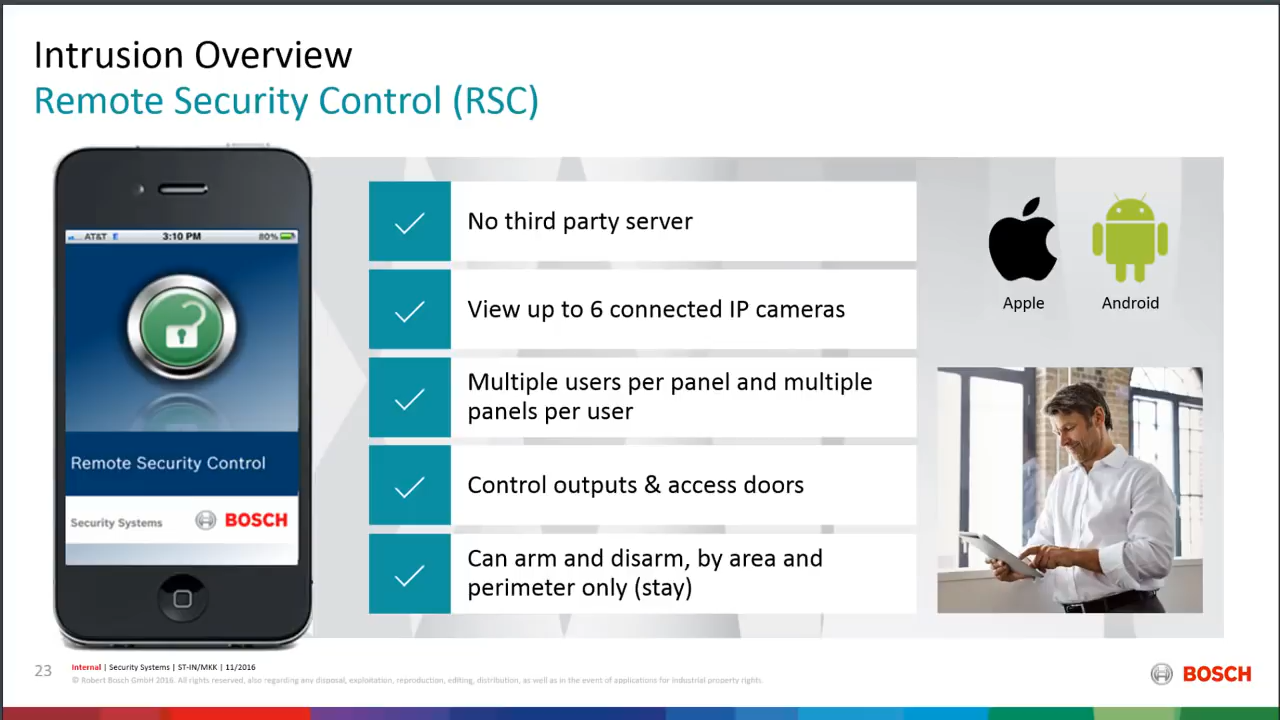 Intrusion Overview
Remote Security Control (RSC)
AT&T 3:10 PM 80%
Remote Security Control
Security Systems BOSCH
No third party server
View up to 6 connected IP cameras
Multiple users per panel and multiple
panels per user
Control outputs & access doors
Can arm and disarm, by area and
perimeter only (stay)
Apple Android
23
Internal | Security Systems | ST-IN/MKK | 11/2016
© Robert Bosch GmbH 2016. All rights reserved, also regarding any disposal, exploitation, reproduction, editing, distribution, as well as in the event of applications for industrial property rights.
BOSCH